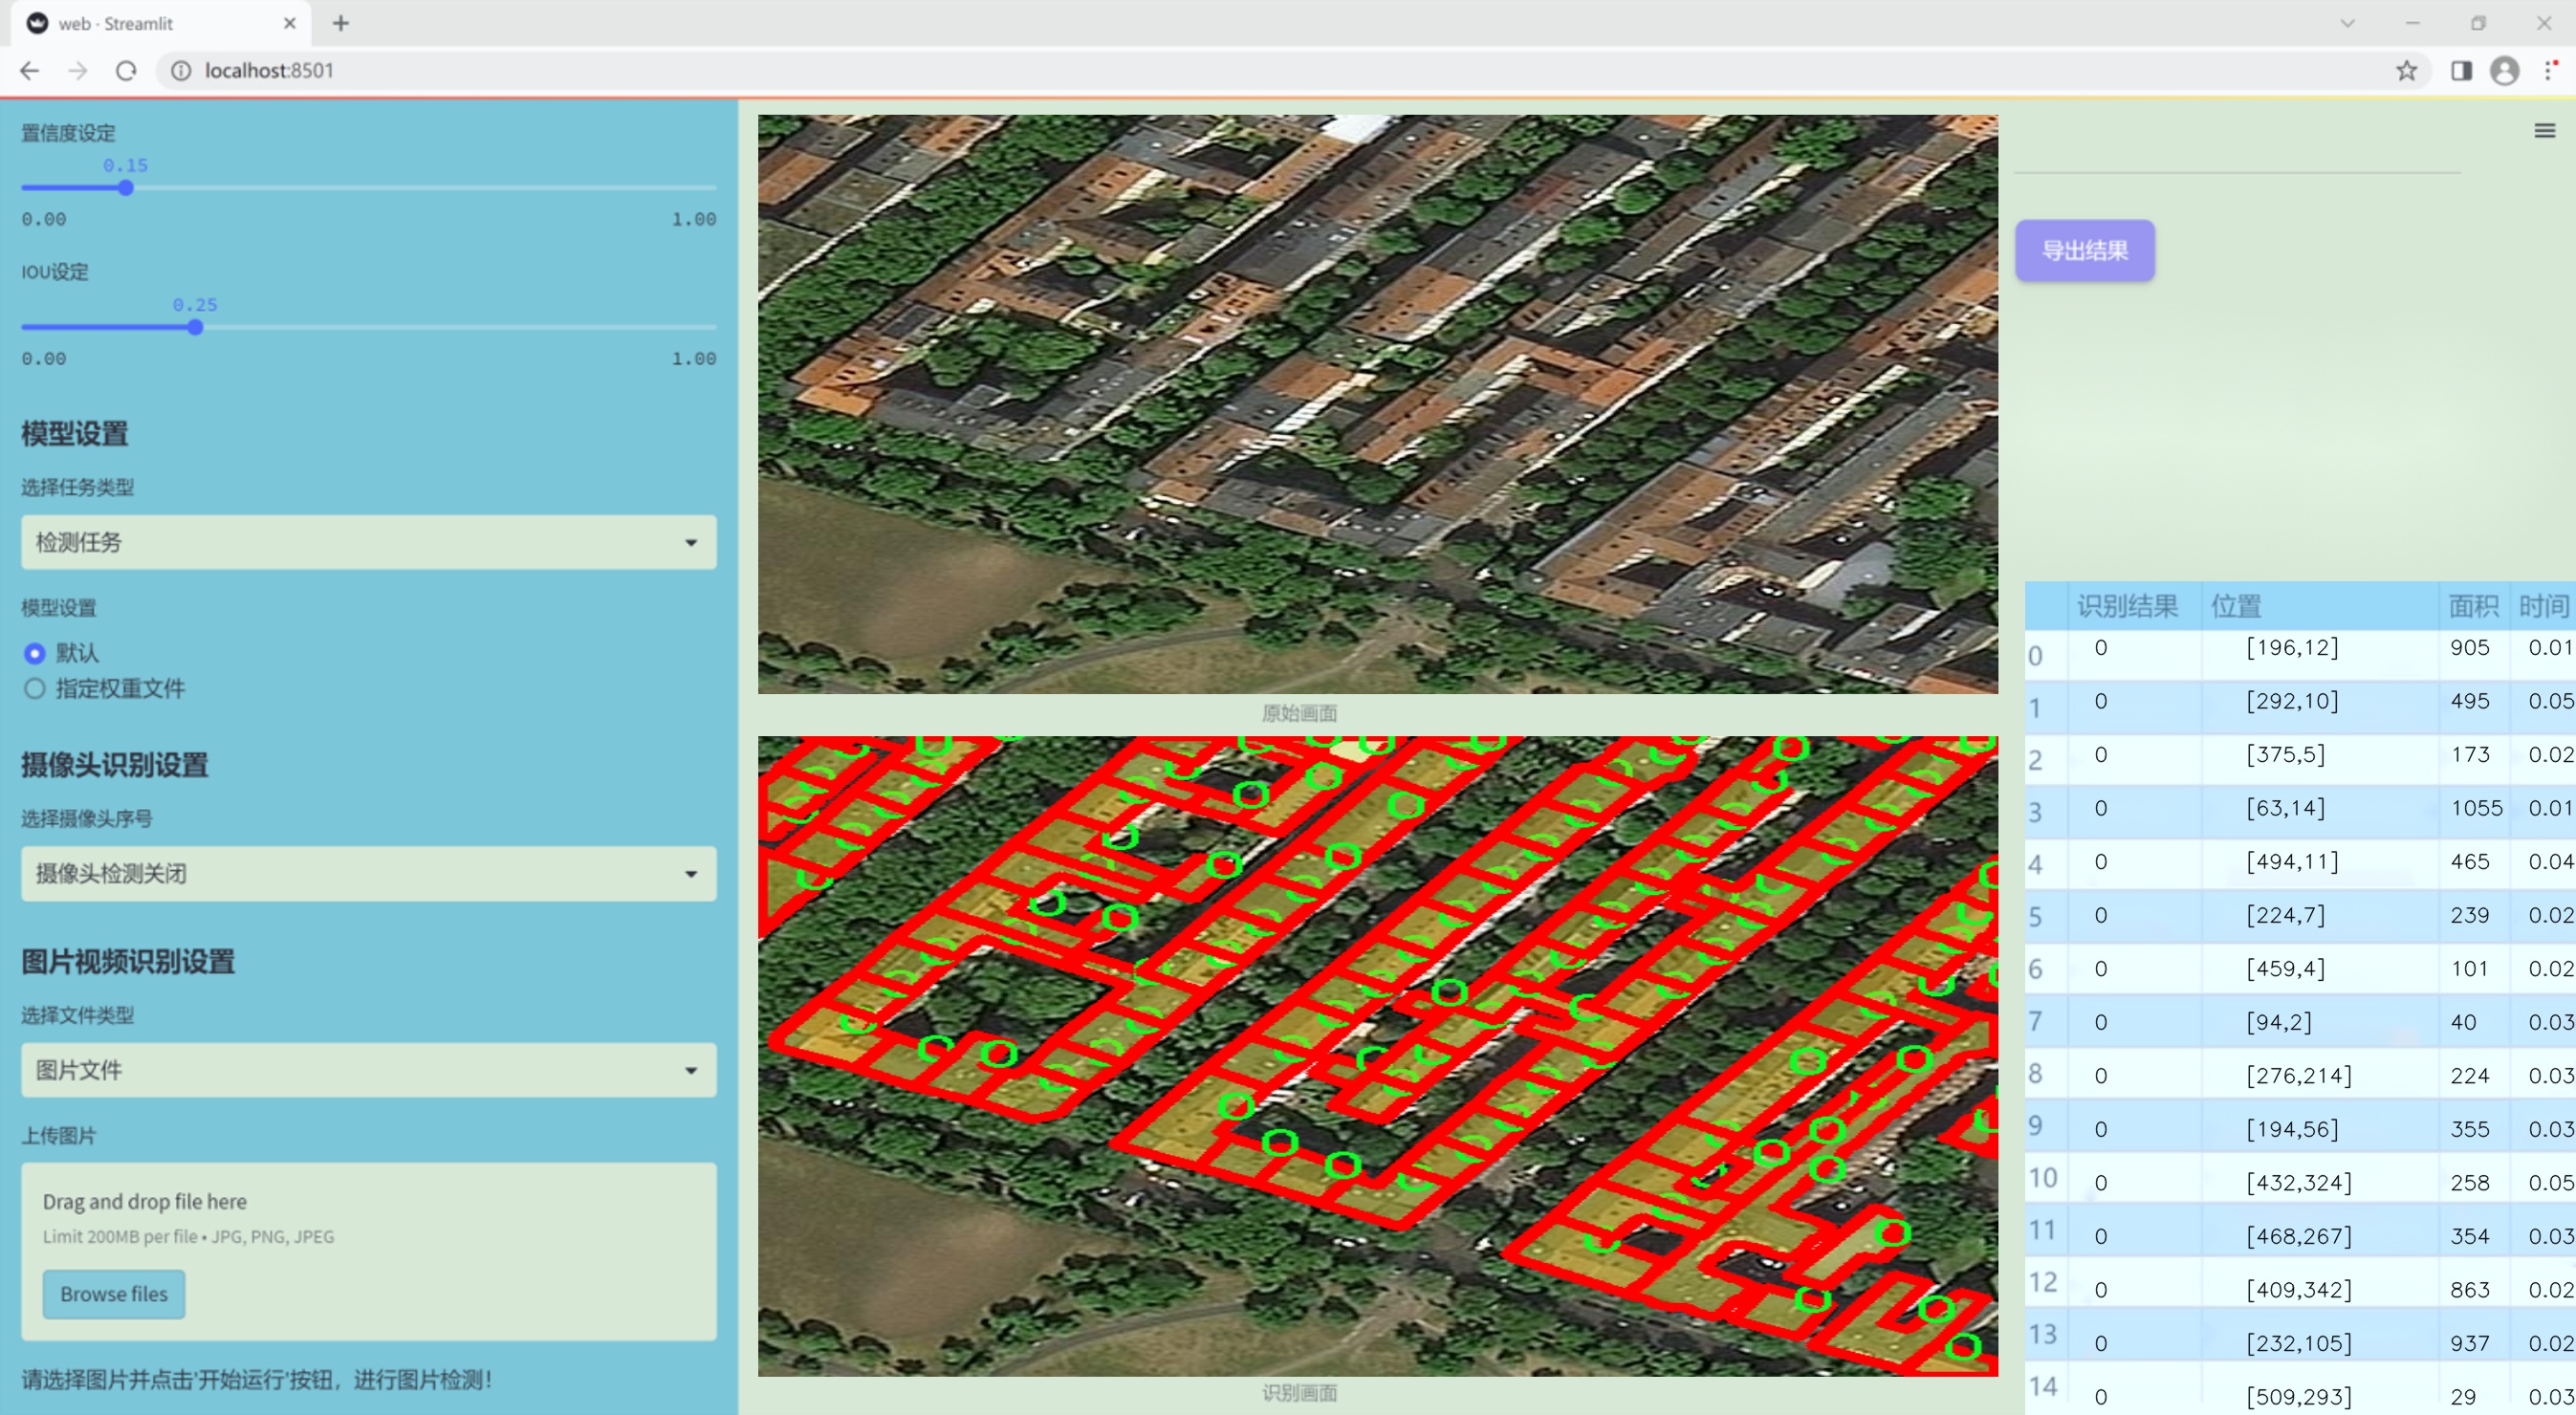 web · Streamlit
localhost:8501
置信度设定
0.15
0.00 1.00
IOU设定
0.25
0.00 1.00
模型设置
选择任务类型
检测任务
模型设置
默认
指定权重文件
摄像头识别设置
选择摄像头序号
摄像头检测关闭
图片视频识别设置
选择文件类型
图片文件
上传图片
Drag and drop file here
Limit 200MB per file • JPG, PNG, JPEG
Browse files
请选择图片并点击'开始运行'按钮，进行图片检测！
原始画面
识别画面
导出结果
识别结果 位置 面积 时间
0 0 [196,12] 905 0.01
1 0 [292,10] 495 0.05
2 0 [375,5] 173 0.02
3 0 [63,14] 1055 0.01
4 0 [494,11] 465 0.04
5 0 [224,7] 239 0.02
6 0 [459,4] 101 0.02
7 0 [94,2] 40 0.03
8 0 [276,214] 224 0.03
9 0 [194,56] 355 0.03
10 0 [432,324] 258 0.05
11 0 [468,267] 354 0.03
12 0 [409,342] 863 0.02
13 0 [232,105] 937 0.02
14 0 [509,293] 29 0.03